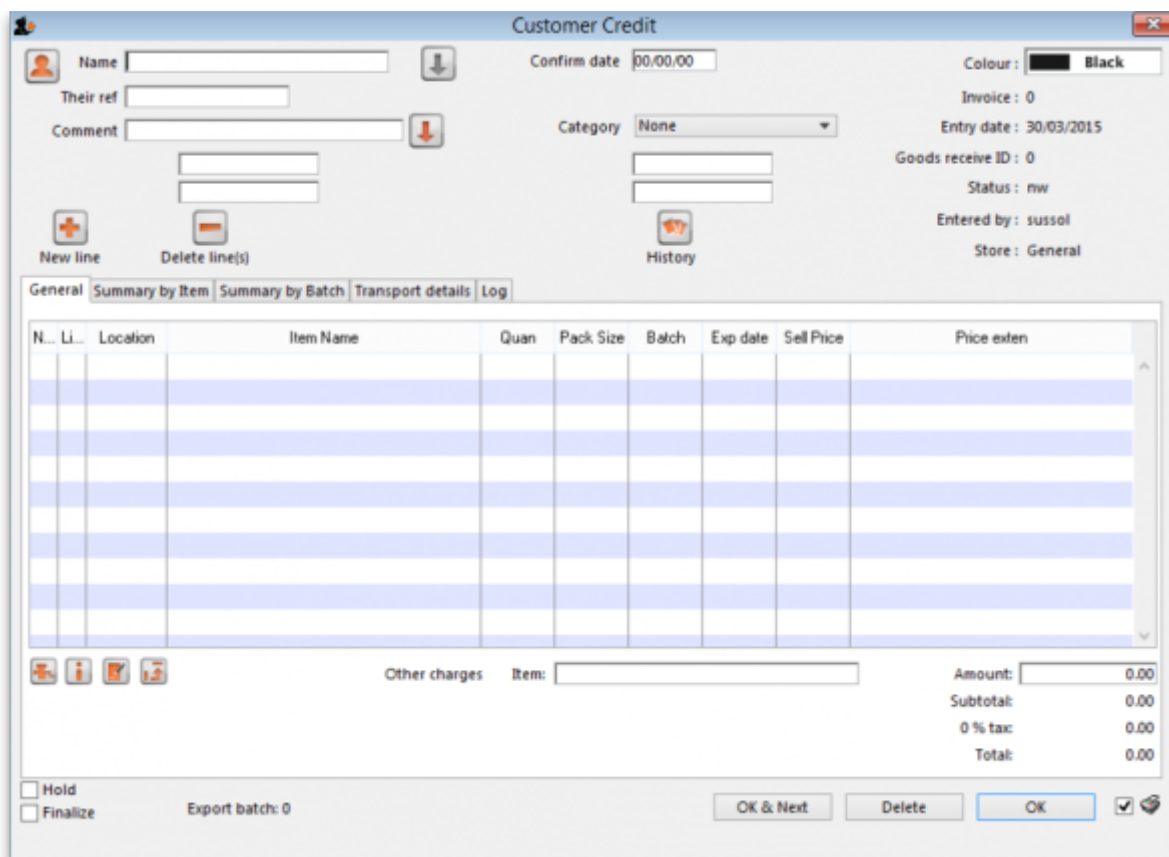 Customer Credit
Name
Confirm date 00/00/00
Colour : Black
Their ref
Invoice : 0
Comment
Category None
Entry date : 30/03/2015
Goods receive ID : 0
Status : nw
Entered by : sussol
New line
Delete line(s)
History
Store : General
General Summary by Item Summary by Batch Transport details Log
N... Li... Location Item Name Quan Pack Size Batch Exp date Sell Price Price exten
Other charges Item: Amount: 0.00
Subtotal: 0.00
0 % tax: 0.00
Total: 0.00
Hold
Finalize
Export batch: 0
OK & Next
Delete
OK